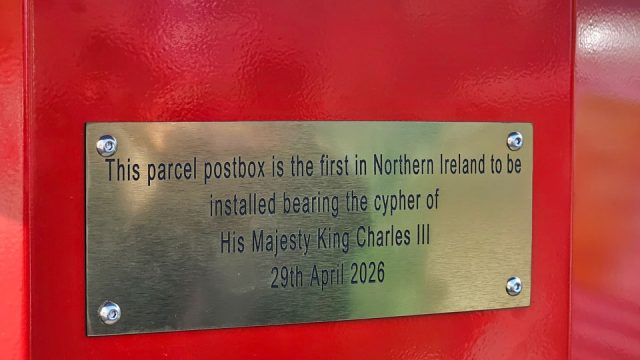 This parcel postbox is the first in Northern Ireland to be
installed bearing the cypher of
His Majesty King Charles III
29th April 2026